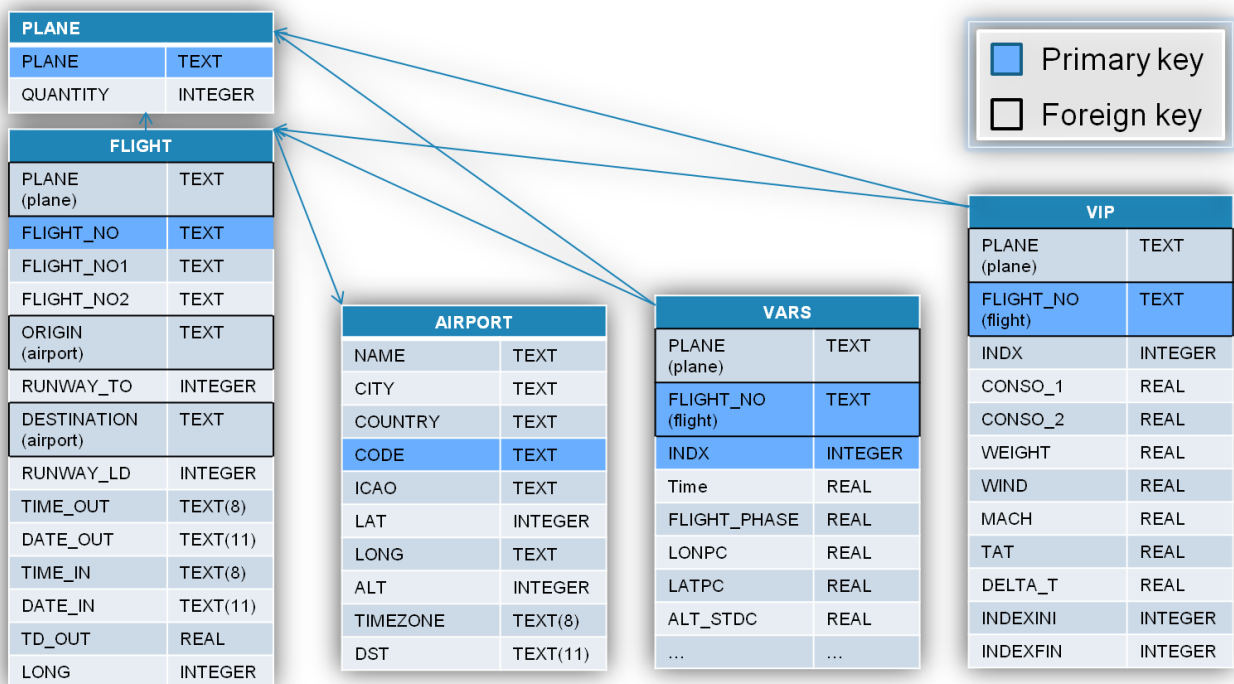 PLANE
PLANE TEXT
QUANTITY INTEGER
FLIGHT
PLANE TEXT
(plane)
FLIGHT_NO TEXT
FLIGHT_NO1 TEXT
FLIGHT_NO2 TEXT
ORIGIN TEXT
(airport)
RUNWAY_TO INTEGER
DESTINATION TEXT
(airport)
RUNWAY_LD INTEGER
TIME_OUT TEXT(8)
DATE_OUT TEXT(11)
TIME_IN TEXT(8)
DATE_IN TEXT(11)
TD_OUT REAL
LONG INTEGER
AIRPORT
NAME TEXT
CITY TEXT
COUNTRY TEXT
CODE TEXT
ICAO TEXT
LAT INTEGER
LONG TEXT
ALT INTEGER
TIMEZONE TEXT(8)
DST TEXT(11)
VARS
PLANE TEXT
(plane)
FLIGHT_NO TEXT
(flight)
INDX INTEGER
Time REAL
FLIGHT_PHASE REAL
LONPC REAL
LATPC REAL
ALT_STDC REAL
... ...
Primary key
Foreign key
VIP
PLANE TEXT
(plane)
FLIGHT_NO TEXT
(flight)
INDX INTEGER
CONSO_1 REAL
CONSO_2 REAL
WEIGHT REAL
WIND REAL
MACH REAL
TAT REAL
DELTA_T REAL
INDEXINI INTEGER
INDEXFIN INTEGER